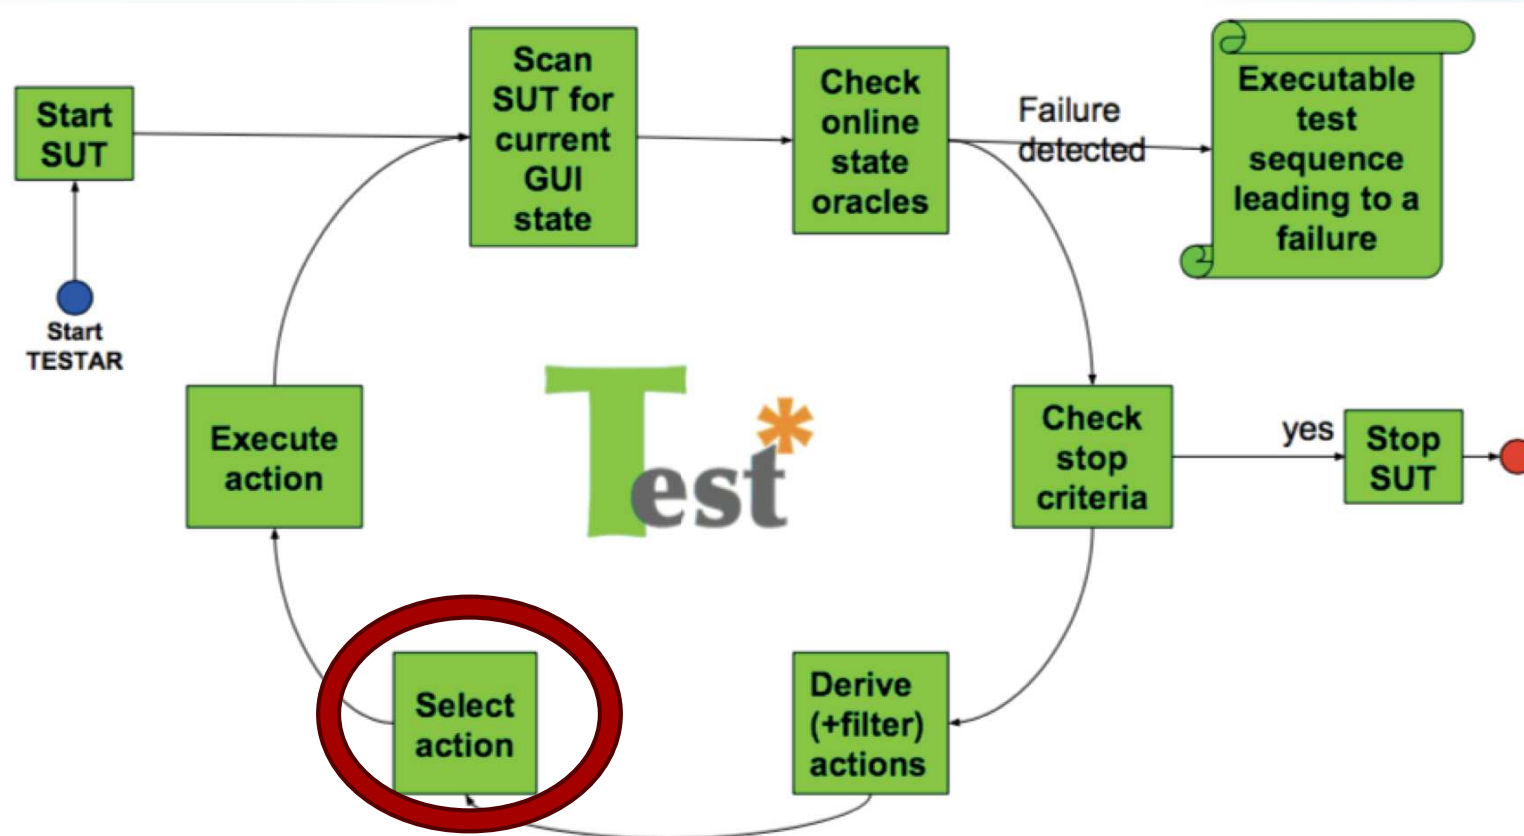 Start
SUT
Start
TESTAR
Scan
SUT for
current
GUI
state
Check
online
state
oracles
Failure
detected
Executable
test
sequence
leading to a
failure
Check
stop
criteria
yes
Stop
SUT
Derive
(+filter)
actions
Select
action
Execute
action
Test*